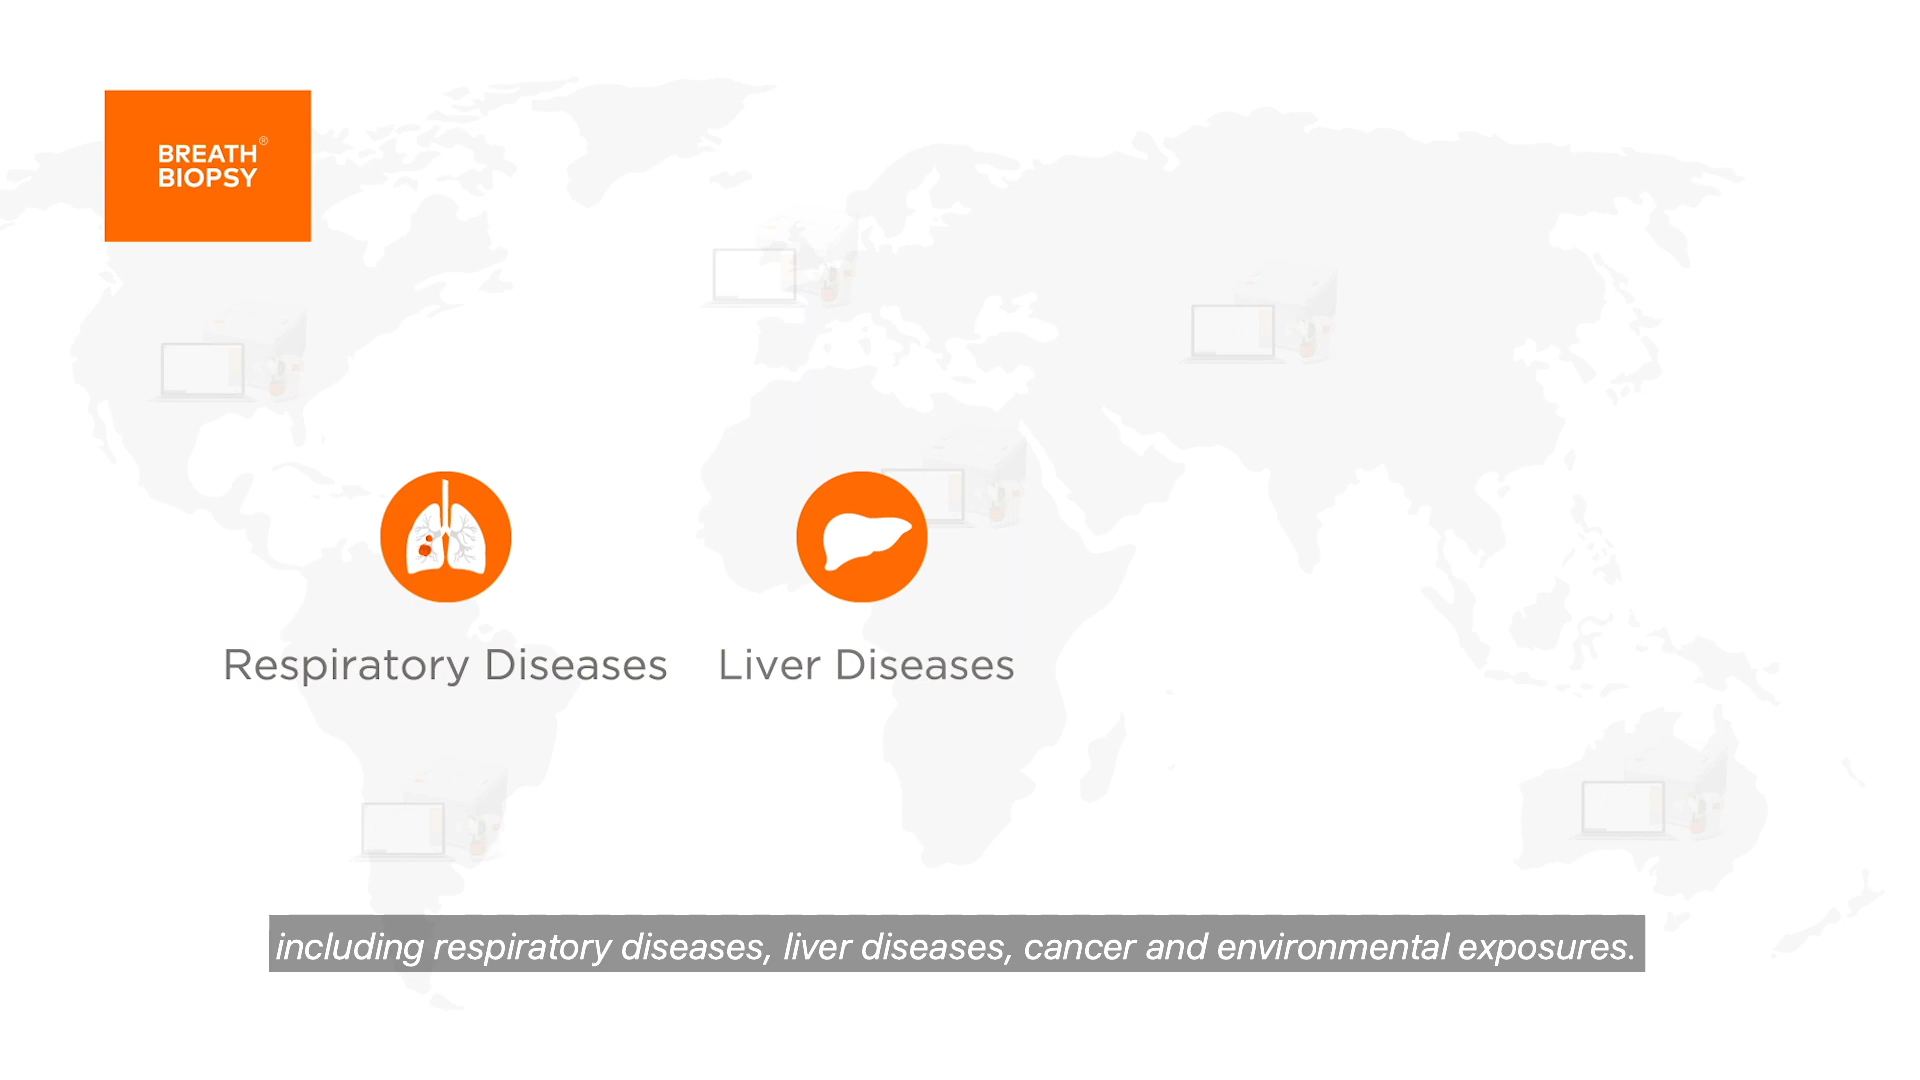 BREATH®
BIOPSY
Respiratory Diseases
Liver Diseases
including respiratory diseases, liver diseases, cancer and environmental exposures.